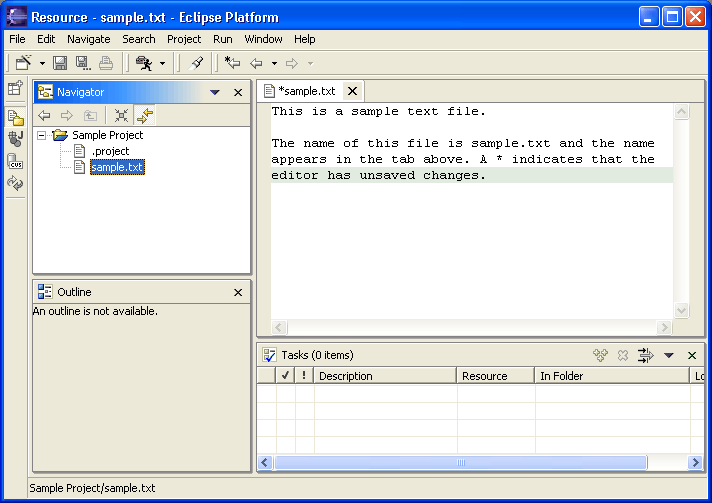 Resource - sample.txt - Eclipse Platform
File Edit Navigate Search Project Run Window Help
Navigator
Sample Project
.project
sample.txt
*sample.txt
This is a sample text file.
The name of this file is sample.txt and the name
appears in the tab above. A * indicates that the
editor has unsaved changes.
Outline
An outline is not available.
Tasks (0 items)
! Description Resource In Folder Lo
CVS
Sample Project/sample.txt